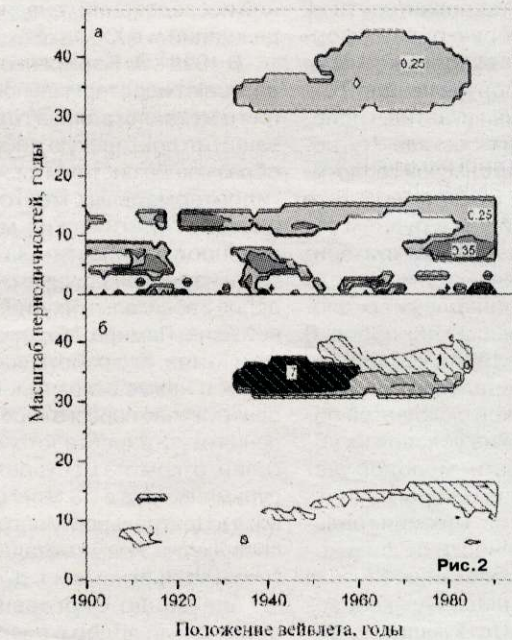 а
0.25
40
30
20
10
0
0.25
0.35
б
40
30
20
10
0
1
Рис.2
1900 1920 1940 1960 1980
Масштаб периодичностей, годы
Положение вейвлета, годы